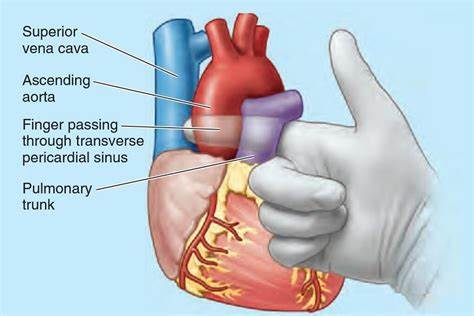 Superior
vena cava
Ascending
aorta
Finger passing
through transverse
pericardial sinus
Pulmonary
trunk